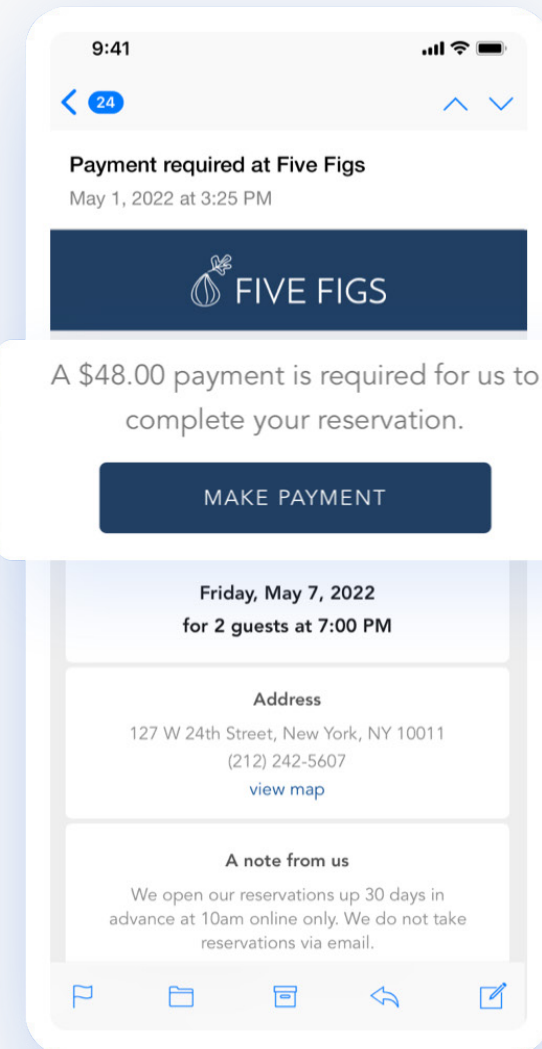 9:41
24
Payment required at Five Figs
May 1, 2022 at 3:25 PM
FIVE FIGS
A $48.00 payment is required for us to
complete your reservation.
MAKE PAYMENT
Friday, May 7, 2022
for 2 guests at 7:00 PM
Address
127 W 24th Street, New York, NY 10011
(212) 242-5607
view map
A note from us
We open our reservations up 30 days in
advance at 10am online only. We do not take
reservations via email.